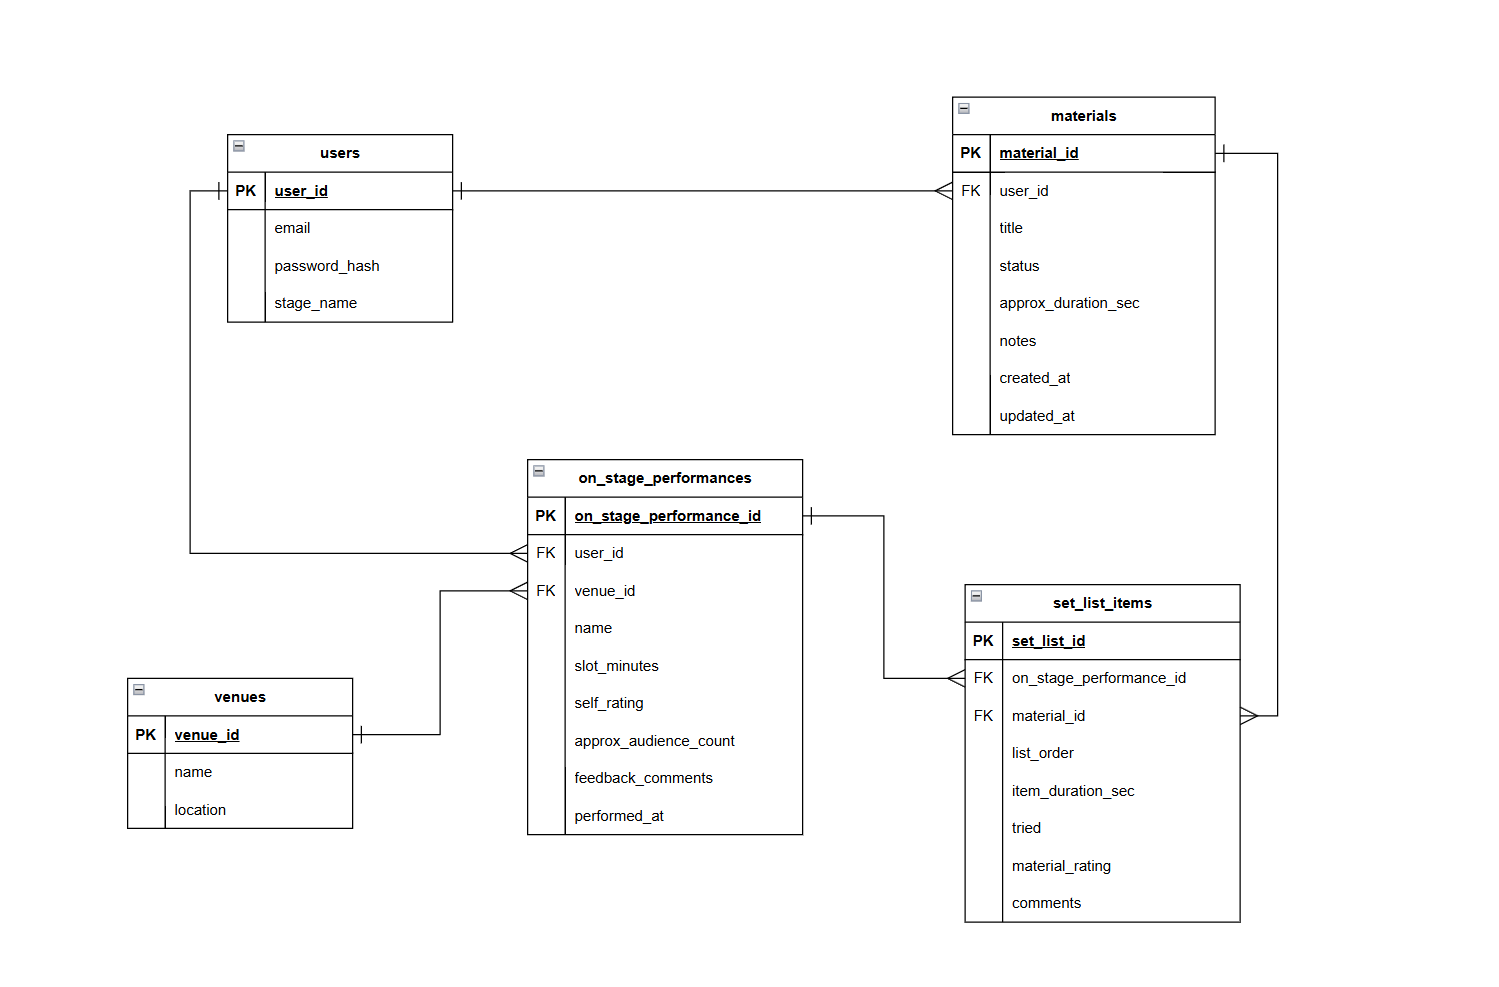 users
PK user_id
email
password_hash
stage_name
materials
PK material_id
FK user_id
title
status
approx_duration_sec
notes
created_at
updated_at
on_stage_performances
PK on_stage_performance_id
FK user_id
FK venue_id
name
slot_minutes
self_rating
approx_audience_count
feedback_comments
performed_at
venues
PK venue_id
name
location
set_list_items
PK set_list_id
FK on_stage_performance_id
FK material_id
list_order
item_duration_sec
tried
material_rating
comments